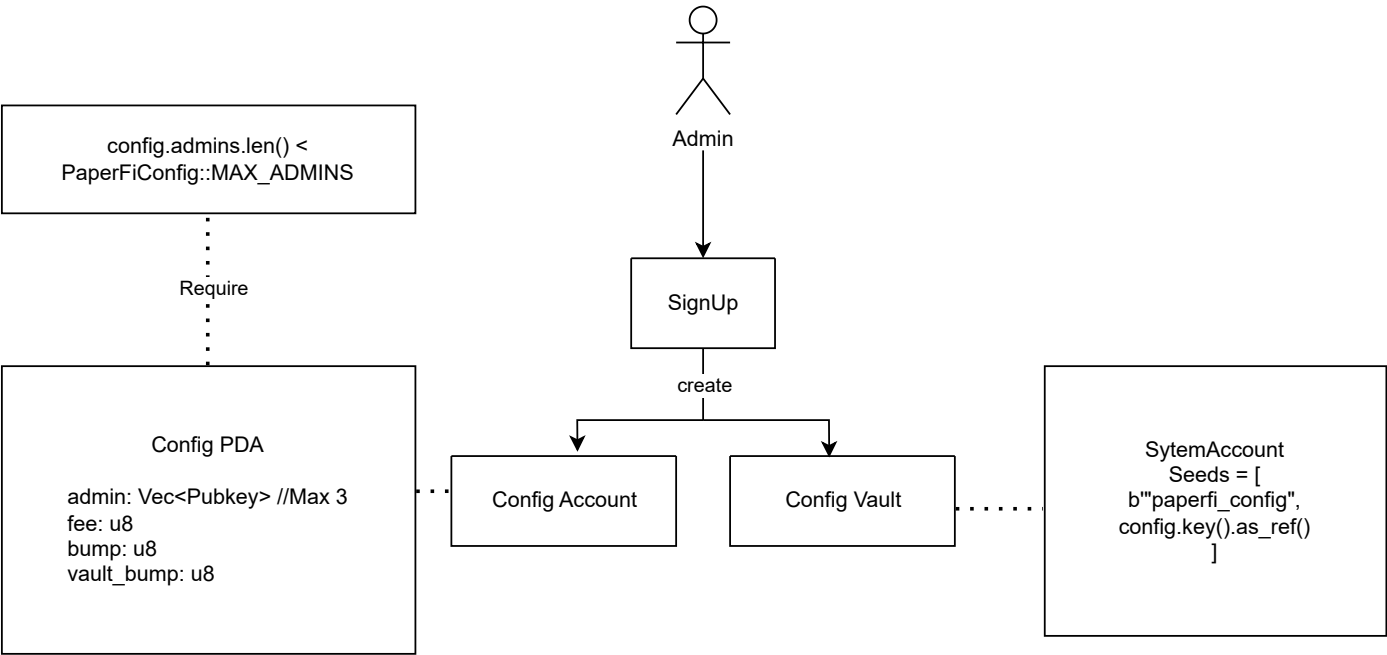 Admin
config.admins.len() <
PaperFiConfig::MAX_ADMINS
Require
SignUp
create
Config PDA
admin: Vec<Pubkey> //Max 3
fee: u8
bump: u8
vault_bump: u8
Config Account
Config Vault
SytemAccount
Seeds = [
b'"paperfi_config",
config.key().as_ref()
]